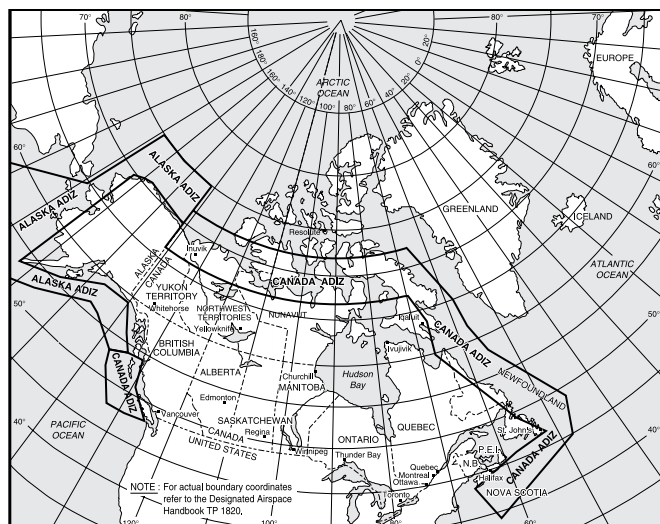 70°
80°
80°
70°
160°
160°
140°
120°
100°
80°
60°
40°
20°
0°
20°
EUROPE
ARCTIC
OCEAN
60°
60°
ALASKA ADIZ
ALASKA ADIZ
GREENLAND
ICELAND
Resolute
ATLANTIC
OCEAN
Inuvik
ALASKA
CANADA
ALASKA ADIZ
CANADA ADIZ
50°
50°
YUKON
TERRITORY
Whitehorse
NORTHWEST
TERRITORIES
NUNAVUT
Yellowknife
Iqaluit
CANADA ADIZ
Ivujivik
BRITISH
COLUMBIA
CANADA ADIZ
ALBERTA
Churchill
MANITOBA
Hudson
Bay
NEWFOUNDLAND
40°
40°
Edmonton
Vancouver
PACIFIC
OCEAN
SASKATCHEWAN
Regina
CANADA
UNITED STATES
Winnipeg
ONTARIO
Thunder Bay
QUEBEC
St. John's
P.E.I.
N.B.
CANADA ADIZ
Quebec
Montreal
Ottawa
Halifax
NOVA SCOTIA
Toronto
NOTE : For actual boundary coordinates
refer to the Designated Airspace
Handbook TP 1820.
120°
100°
80°
60°